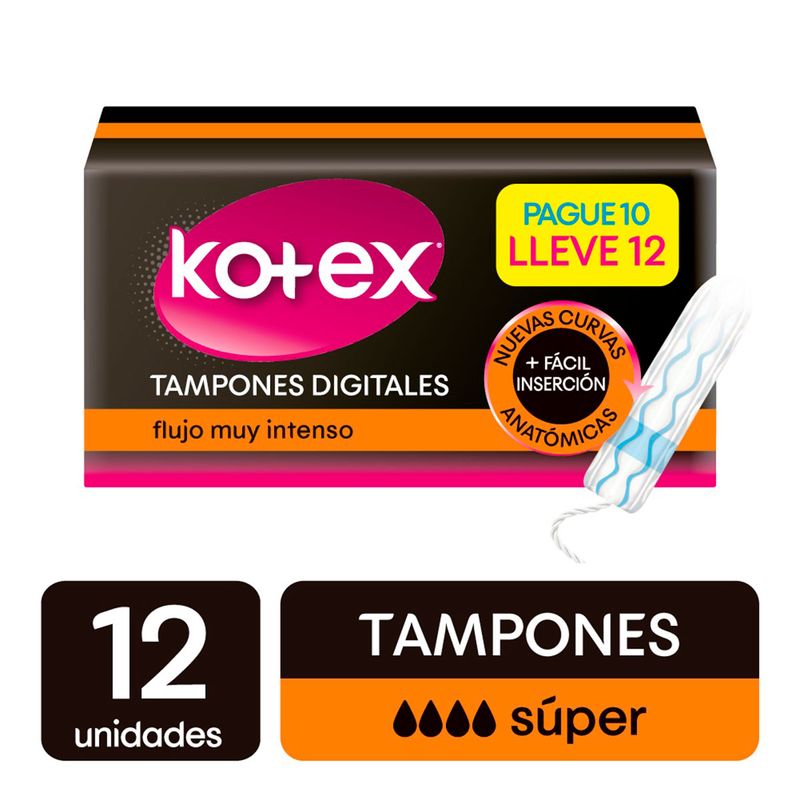 kotex®
TAMPONES DIGITALES
flujo muy intenso
PAGUE 10
LLEVE 12
NUEVAS CURVAS
+ FÁCIL
INSERCIÓN
ANATÓMICAS
12
unidades
TAMPONES
súper